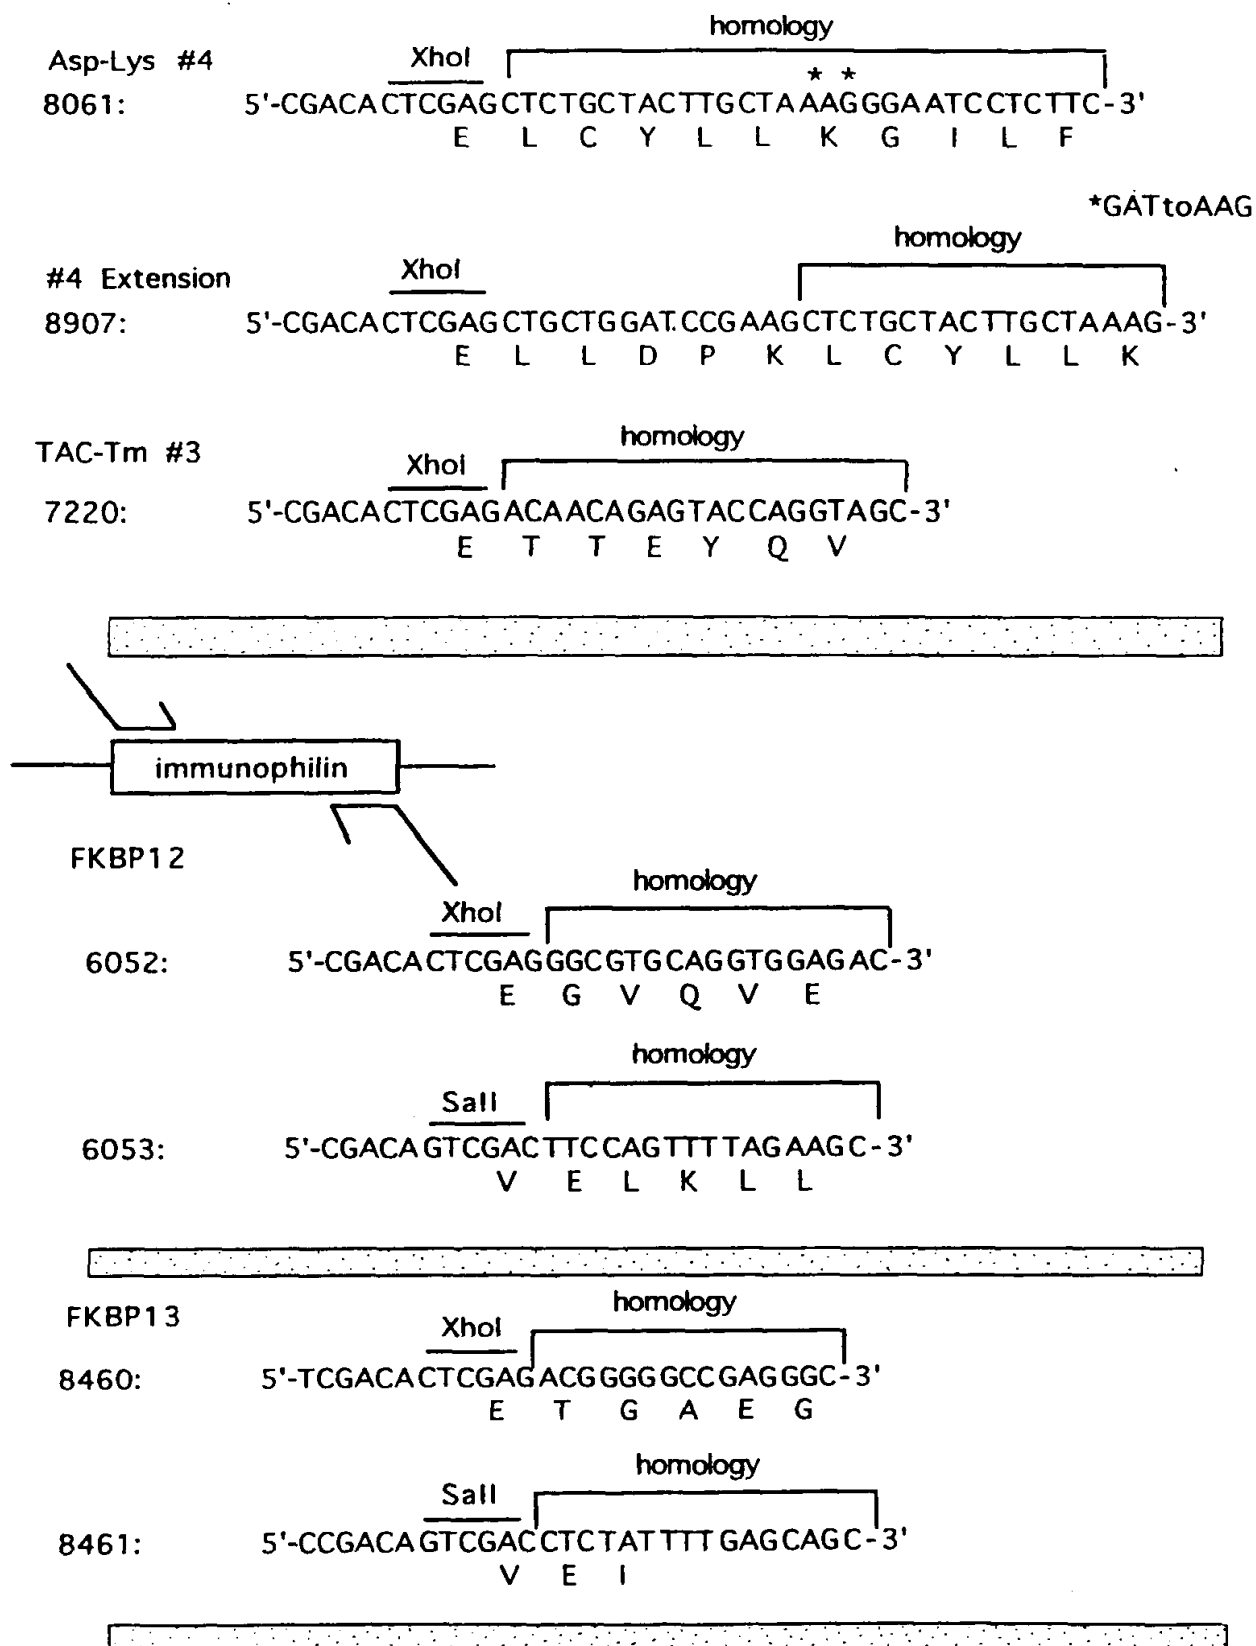 homology
Asp-Lys #4
XhoI
* *
8061: 5'-CGACACTCGAGCTCTGCTACTTGCTAAAGGGAATCCTCTTC-3'
E L C Y L L K G I L F
*GATtoAAG
homology
#4 Extension
XhoI
8907: 5'-CGACACTCGAGCTGCTGGATCCGAAGCTCTGCTACTTGCTAAAG-3'
E L L D P K L C Y L L K
homology
TAC-Tm #3
XhoI
7220: 5'-CGACACTCGAGACAACAGAGTACCAGGTAGC-3'
E T T E Y Q V
immunophilin
FKBP12
homology
XhoI
6052: 5'-CGACACTCGAGGGCGTGCAGGTGGAGAC-3'
E G V Q V E
homology
SalI
6053: 5'-CGACAGTCGACTTCCAGTTTTAGAAGC-3'
V E L K L L
homology
FKBP13
XhoI
8460: 5'-TCGACACTCGAGACGGGGGCCGAGGGC-3'
E T G A E G
homology
SalI
8461: 5'-CCGACAGTCGACCTCTATTTTGAGCAGC-3'
V E I